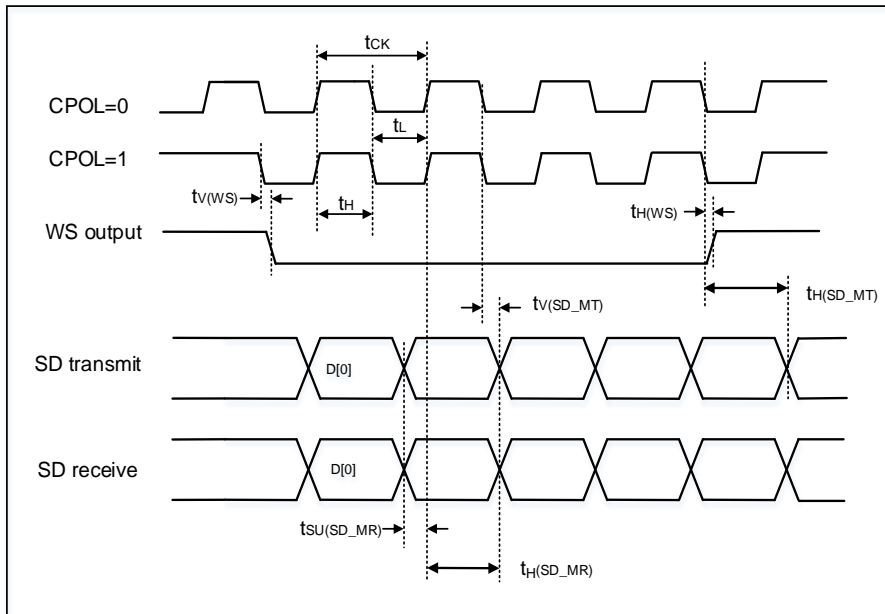 tCK
CPOL=0
tL
CPOL=1
tV(WS)
tH
tH(WS)
WS output
tV(SD_MT)
tH(SD_MT)
SD transmit
D[0]
SD receive
D[0]
tSU(SD_MR)
tH(SD_MR)